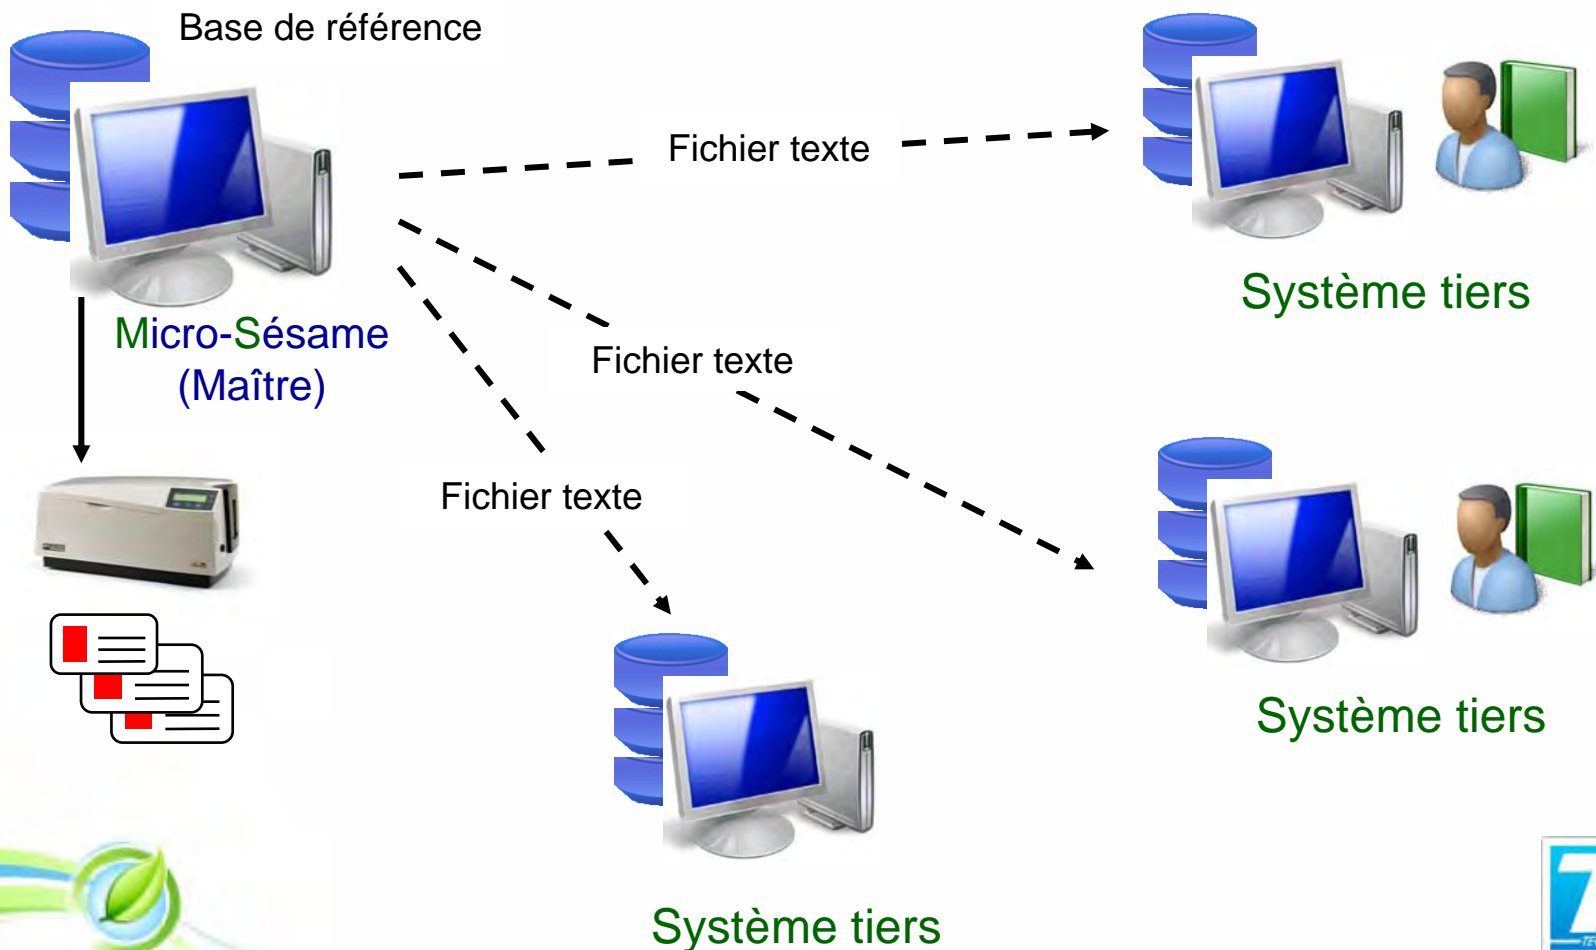 Base de référence
Fichier texte
Système tiers
Micro-Sésame
(Maître)
Fichier texte
Fichier texte
Système tiers
Système tiers